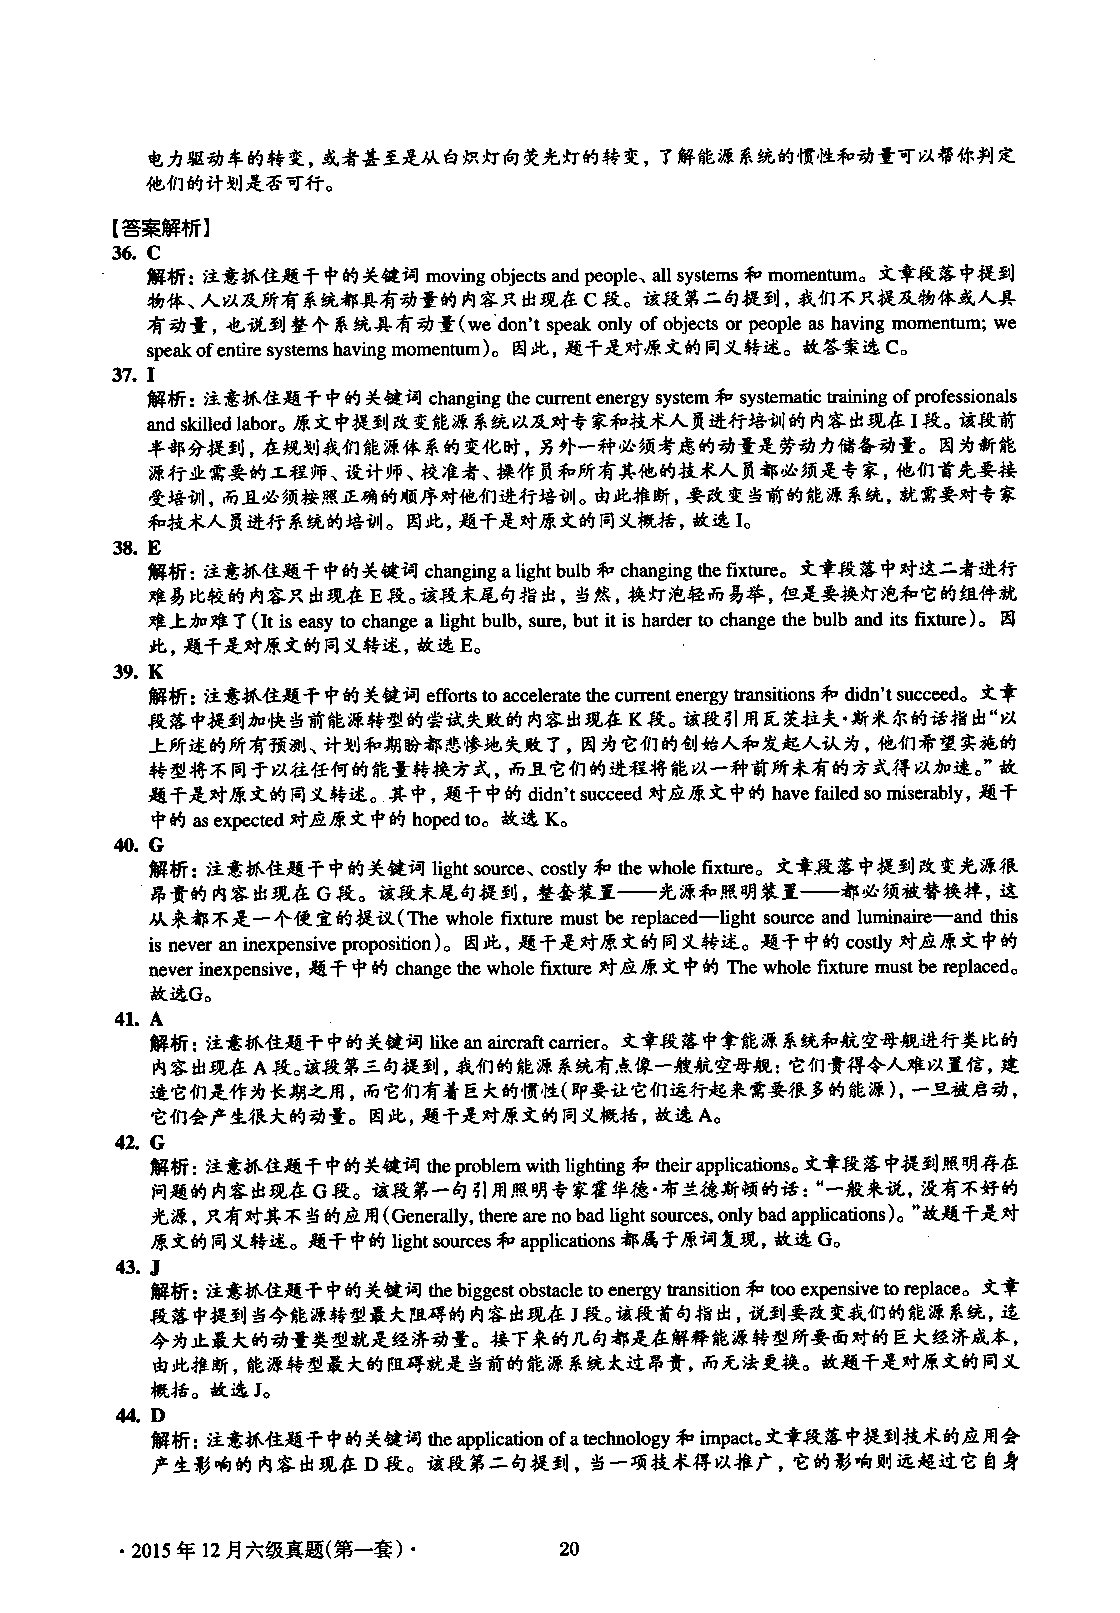 电力驱动车的转变，或者甚至是从白炽灯向荧光灯的转变，了解能源系统的惯性和动量可以帮你判定
他们的计划是否可行。
【答案解析】
36. C
解析：注意抓住题干中的关键词 moving objects and people、all systems 和 momentum。文章段落中提到
物体、人以及所有系统都具有动量的内容只出现在 C 段。该段第二句提到，我们不只提及物体或人具
有动量，也说到整个系统具有动量(we don't speak only of objects or people as having momentum; we
speak of entire systems having momentum)。因此，题干是对原文的同义转述。故答案选 C。
37. I
解析：注意抓住题干中的关键词 changing the current energy system 和 systematic training of professionals
and skilled labor。原文中提到改变能源系统以及对专家和技术人员进行培训的内容出现在 I 段。该段前
半部分提到，在规划我们能源体系的变化时，另外一种必须考虑的动量是劳动力储备动量。因为新能
源行业需要的工程师、设计师、校准者、操作员和所有其他的技术人员都必须是专家，他们首先要接
受培训，而且必须按照正确的顺序对他们进行培训。由此推断，要改变当前的能源系统，就需要对专家
和技术人员进行系统的培训。因此，题干是对原文的同义概括，故选 I。
38. E
解析：注意抓住题干中的关键词 changing a light bulb 和 changing the fixture。文章段落中对这二者进行
难易比较的内容只出现在 E 段。该段末尾句指出，当然，换灯泡轻而易举，但是要换灯泡和它的组件就
难上加难了(It is easy to change a light bulb, sure, but it is harder to change the bulb and its fixture)。因
此，题干是对原文的同义转述，故选 E。
39. K
解析：注意抓住题干中的关键词 efforts to accelerate the current energy transitions 和 didn't succeed。文章
段落中提到加快当前能源转型的尝试失败的内容出现在 K 段。该段引用瓦茨拉夫·斯米尔的话指出“以
上所述的所有预测、计划和期盼都悲惨地失败了，因为它们的创始人和发起人认为，他们希望实施的
转型将不同于以往任何的能量转换方式，而且它们的进程将能以一种前所未有的方式得以加速。”故
题干是对原文的同义转述。其中，题干中的 didn't succeed 对应原文中的 have failed so miserably，题干
中的 as expected 对应原文中的 hoped to。故选 K。
40. G
解析：注意抓住题干中的关键词 light source、costly 和 the whole fixture。文章段落中提到改变光源很
昂贵的内容出现在 G 段。该段末尾句提到，整套装置——光源和照明装置——都必须被替换掉，这
从来都不是一个便宜的提议(The whole fixture must be replaced—light source and luminaire—and this
is never an inexpensive proposition)。因此，题干是对原文的同义转述。题干中的 costly 对应原文中的
never inexpensive，题干中的 change the whole fixture 对应原文中的 The whole fixture must be replaced。
故选G。
41. A
解析：注意抓住题干中的关键词 like an aircraft carrier。文章段落中拿能源系统和航空母舰进行类比的
内容出现在 A 段。该段第三句提到，我们的能源系统有点像一艘航空母舰：它们贵得令人难以置信，建
造它们是作为长期之用，而它们有着巨大的惯性(即要让它们运行起来需要很多的能源)，一旦被启动，
它们会产生很大的动量。因此，题干是对原文的同义概括，故选 A。
42. G
解析：注意抓住题干中的关键词 the problem with lighting 和 their applications。文章段落中提到照明存在
问题的内容出现在 G 段。该段第一句引用照明专家霍华德·布兰德斯顿的话：“一般来说，没有不好的
光源，只有对其不当的应用(Generally, there are no bad light sources, only bad applications)。”故题干是对
原文的同义转述。题干中的 light sources 和 applications 都属于原词复现，故选 G。
43. J
解析：注意抓住题干中的关键词 the biggest obstacle to energy transition 和 too expensive to replace。文章
段落中提到当今能源转型最大阻碍的内容出现在 J 段。该段首句指出，说到要改变我们的能源系统，迄
今为止最大的动量类型就是经济动量。接下来的几句都是在解释能源转型所要面对的巨大经济成本，
由此推断，能源转型最大的阻碍就是当前的能源系统太过昂贵，而无法更换。故题干是对原文的同义
概括。故选 J。
44. D
解析：注意抓住题干中的关键词 the application of a technology 和 impact。文章段落中提到技术的应用会
产生影响的内容出现在 D 段。该段第二句提到，当一项技术得以推广，它的影响则远超过它自身
·2015 年 12 月六级真题(第一套)· 20